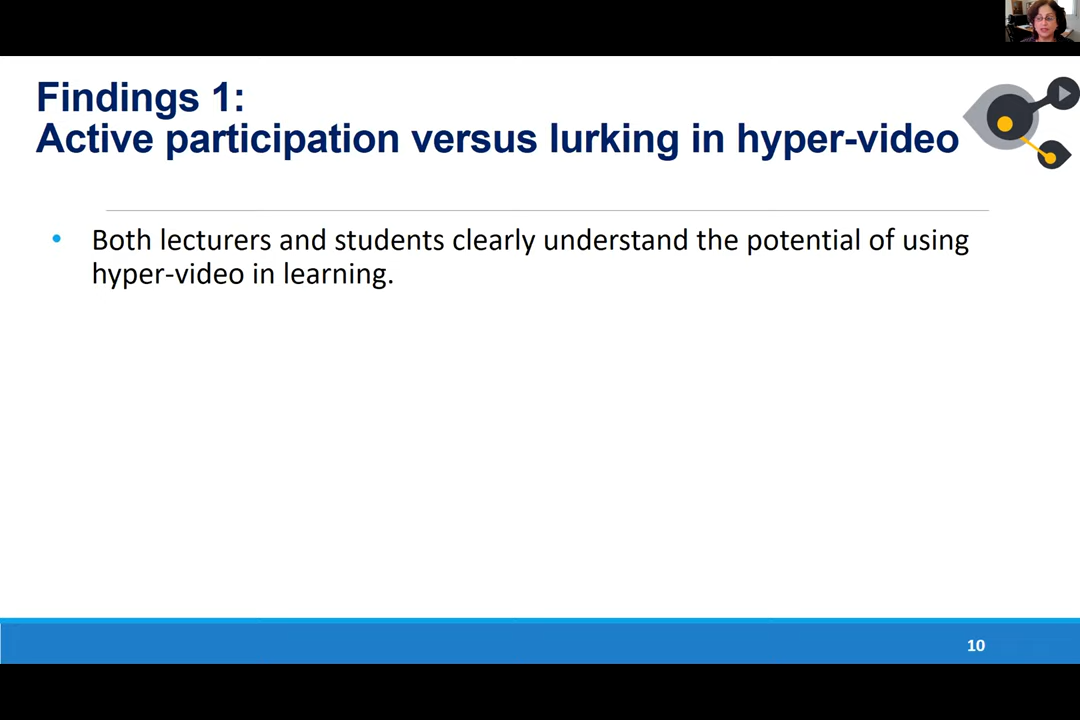 Findings 1:
Active participation versus lurking in hyper-video
• Both lecturers and students clearly understand the potential of using
hyper-video in learning.
10